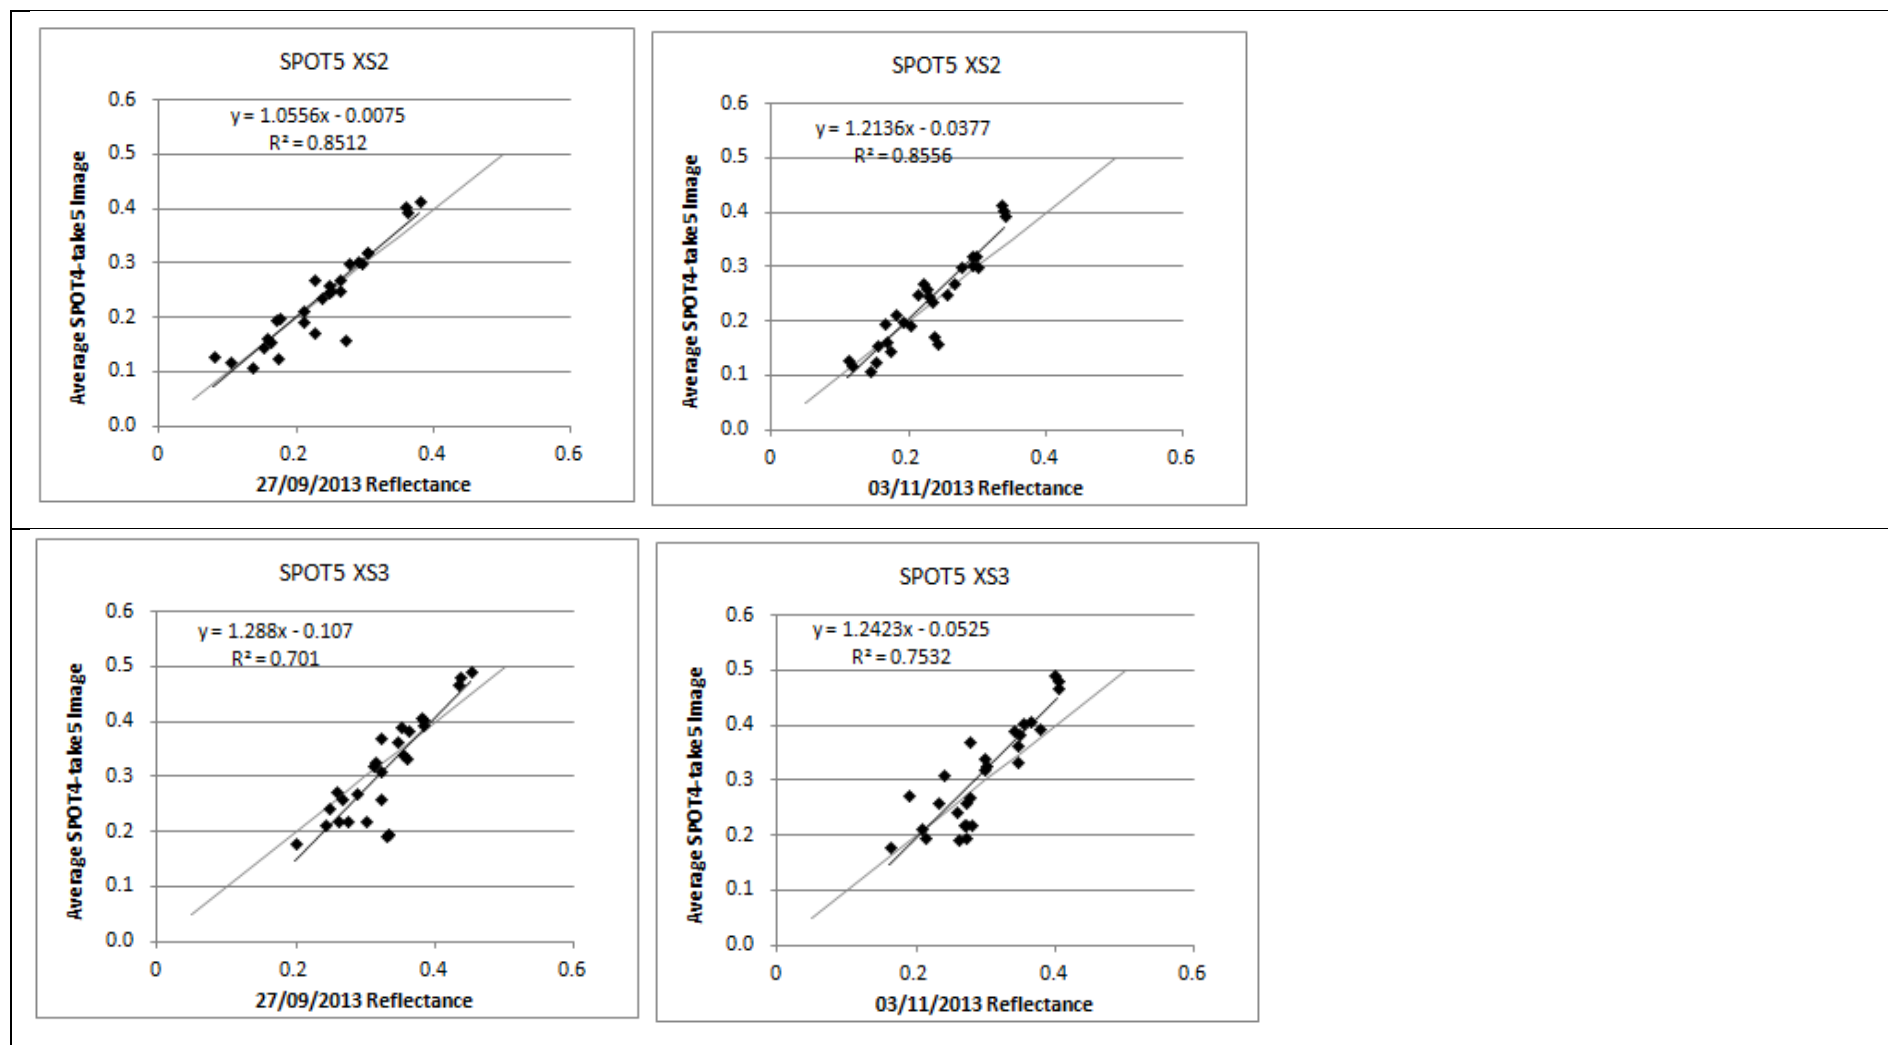 SPOT5 XS2
y = 1.0556x - 0.0075
R² = 0.8512
0.6
0.5
0.4
0.3
0.2
0.1
0.0
0 0.2 0.4 0.6
Average SPOT4-take5 Image
27/09/2013 Reflectance
SPOT5 XS2
y = 1.2136x - 0.0377
R² = 0.8556
0.6
0.5
0.4
0.3
0.2
0.1
0.0
0 0.2 0.4 0.6
Average SPOT4-take5 Image
03/11/2013 Reflectance
SPOT5 XS3
y = 1.288x - 0.107
R² = 0.701
0.6
0.5
0.4
0.3
0.2
0.1
0.0
0 0.2 0.4 0.6
Average SPOT4-take5 Image
27/09/2013 Reflectance
SPOT5 XS3
y = 1.2423x - 0.0525
R² = 0.7532
0.6
0.5
0.4
0.3
0.2
0.1
0.0
0 0.2 0.4 0.6
Average SPOT4-take5 Image
03/11/2013 Reflectance